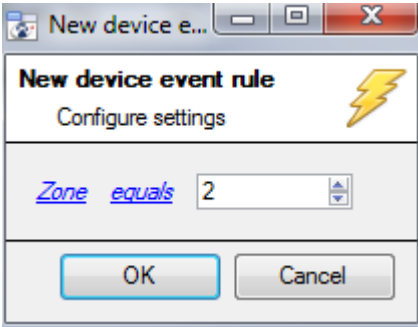 New device e...
New device event rule
Configure settings
Zone equals 2
OK Cancel